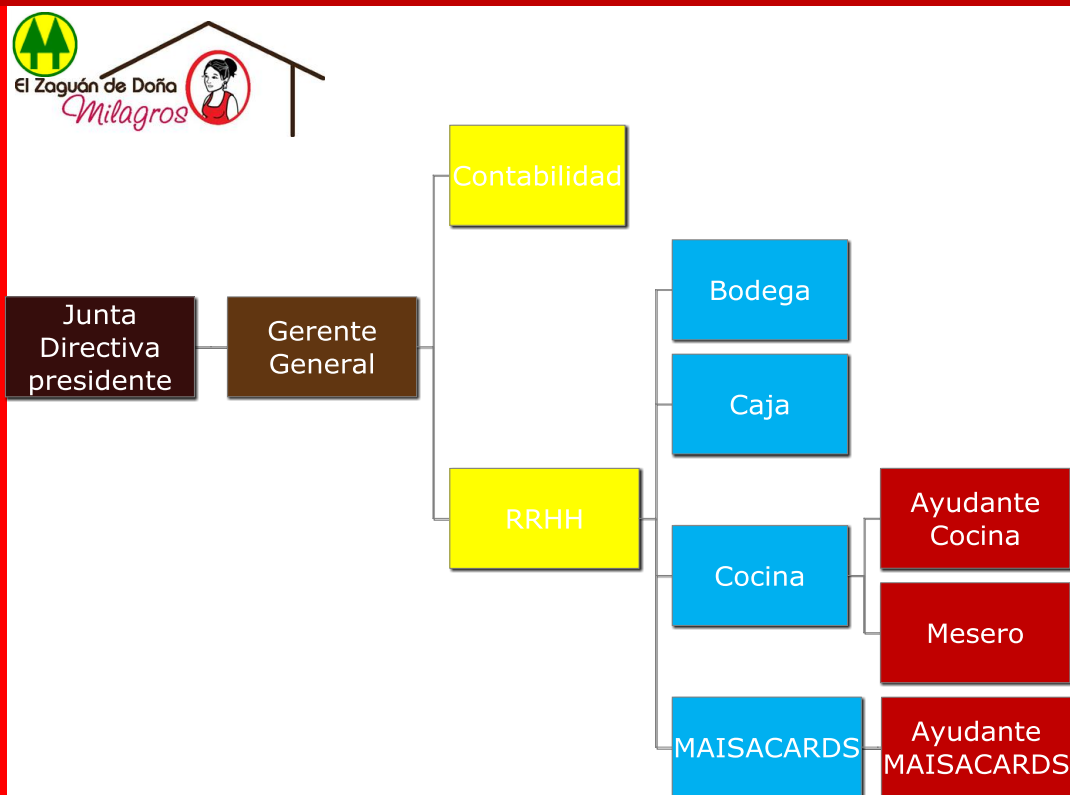 El Zaguán de Doña
Milagros
Contabilidad
Junta
Directiva
presidente
Gerente
General
RRHH
Bodega
Caja
Cocina
MAISACARDS
Ayudante
Cocina
Mesero
Ayudante
MAISACARDS